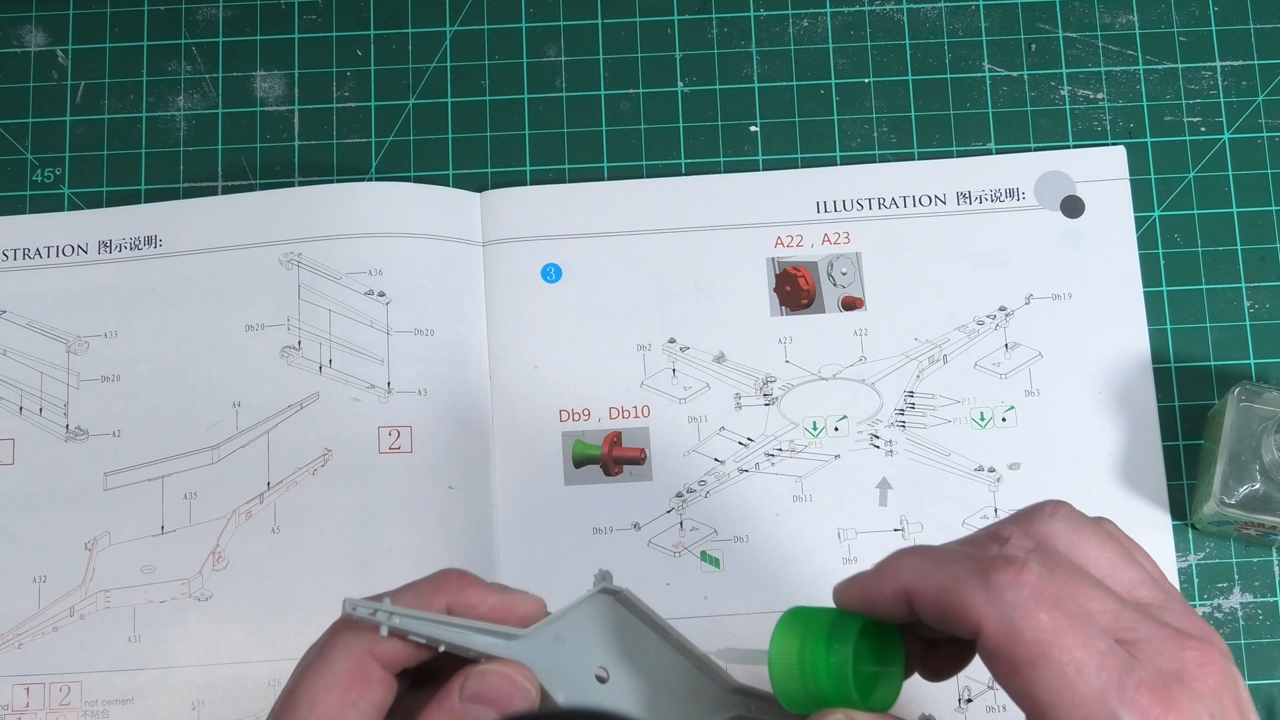 45°
STRATION 图示说明:
A33
Db20
A2
A36
Db20
Db20
A3
2
A4
A35
A5
A32
A31
1 2 not cement
不粘合
ILLUSTRATION 图示说明:
3
A22 , A23
Db19
Db2
A23
A22
Db3
Db9 , Db10
Db11
P13
P13
P15
Db11
Db19
Db3
Db9
Db18